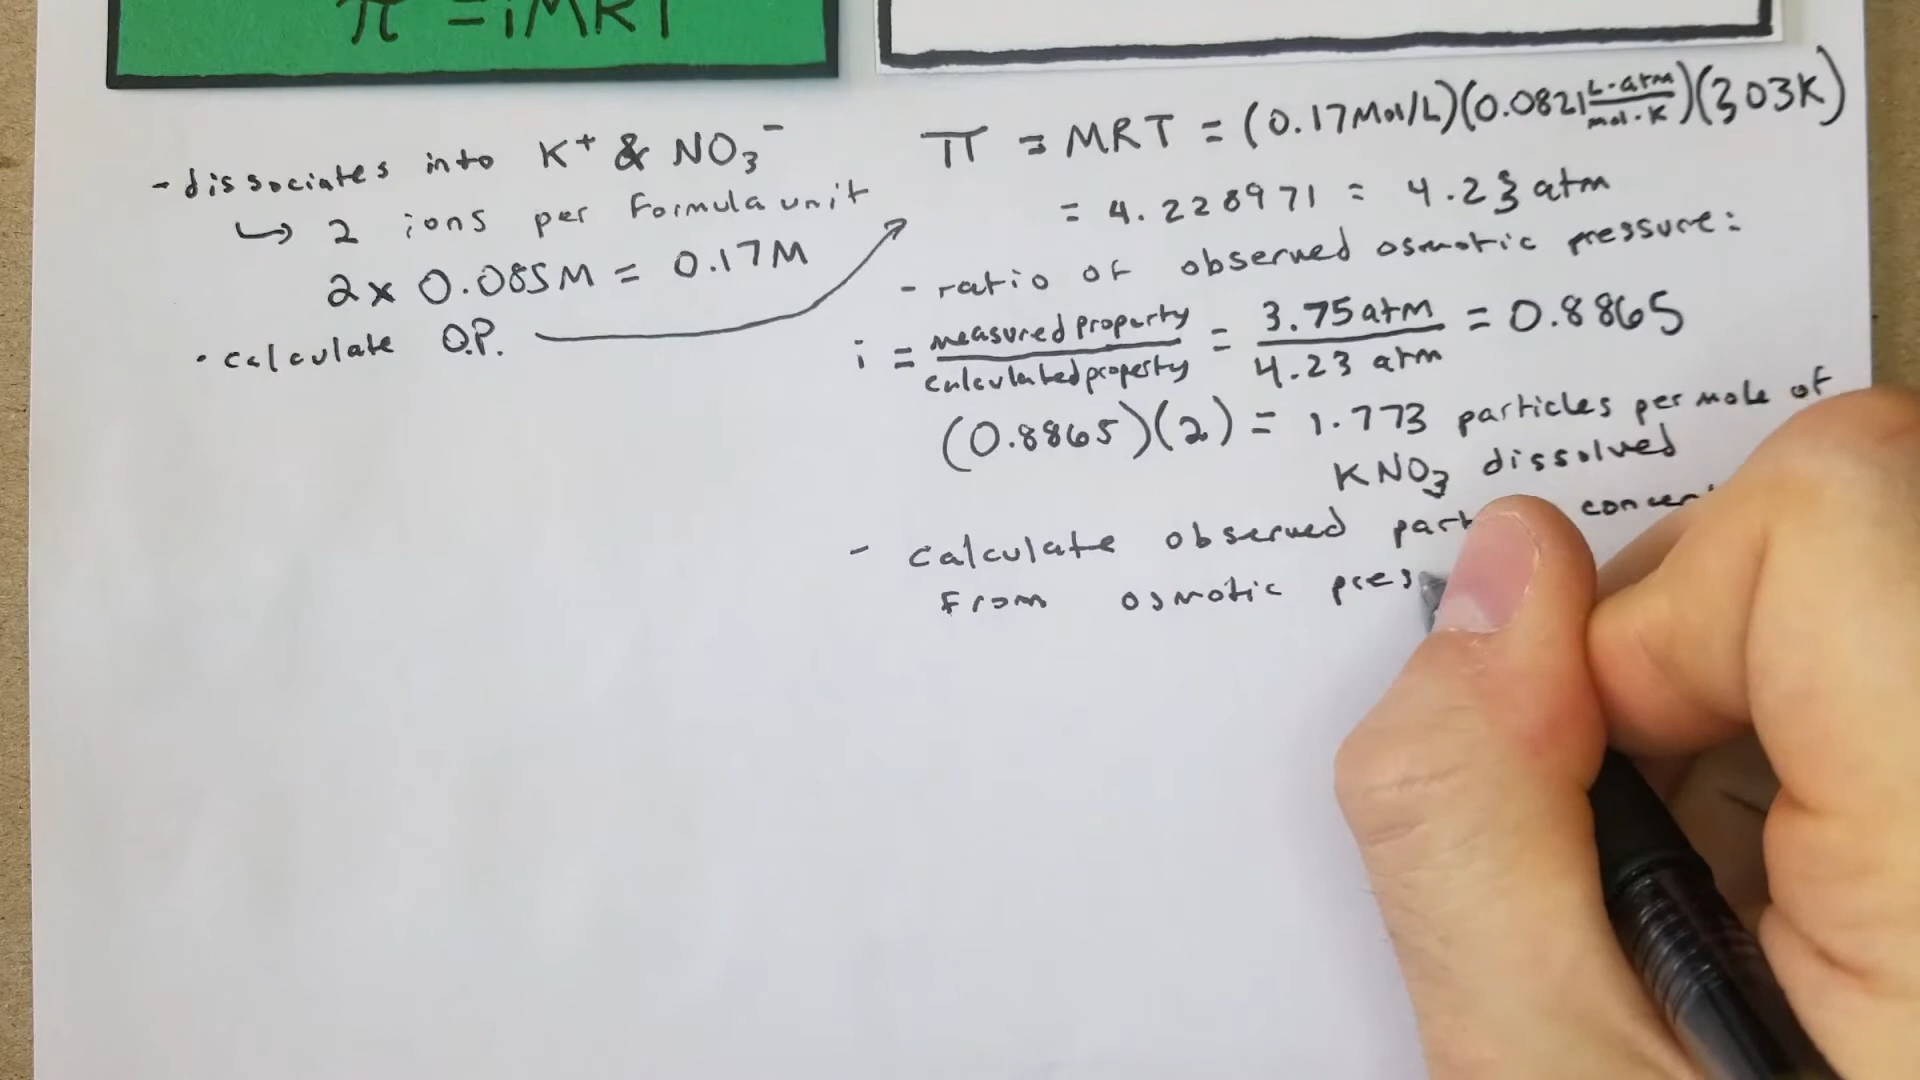 π = iMRT
- dissociates into K⁺ & NO₃⁻
↳ 2 ions per formula unit
2 x 0.085M = 0.17M
• calculate O.P.
π = MRT = (0.17Mol/L)(0.0821 L·atm/mol·K)(303K)
= 4.228971 = 4.23 atm
- ratio of observed osmotic pressure:
i = measured property/calculated property = 3.75 atm/4.23 atm = 0.8865
(0.8865)(2) = 1.773 particles per mole of
KNO₃ dissolved
- calculate observed
from osmotic